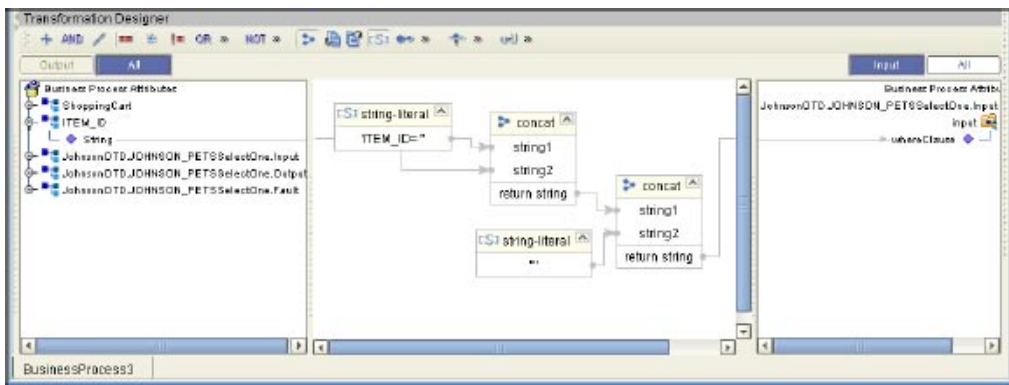 Transformation Designer
AND OR NOT
Output All Input All
Business Process Attributes
ShoppingCart
ITEM_ID
String
JohnsonOTD.JOHNSON_PETSSelectOne.Input
JohnsonOTD.JOHNSON_PETSSelectOne.Output
JohnsonOTD.JOHNSON_PETSSelectOne.Fault
string-literal
ITEM_ID='
concat
string1
string2
return string
string-literal
concat
string1
string2
return string
Business Process Attribu
JohnsonOTD.JOHNSON_PETSSelectOne.Input
input
whereClause
BusinessProcess3